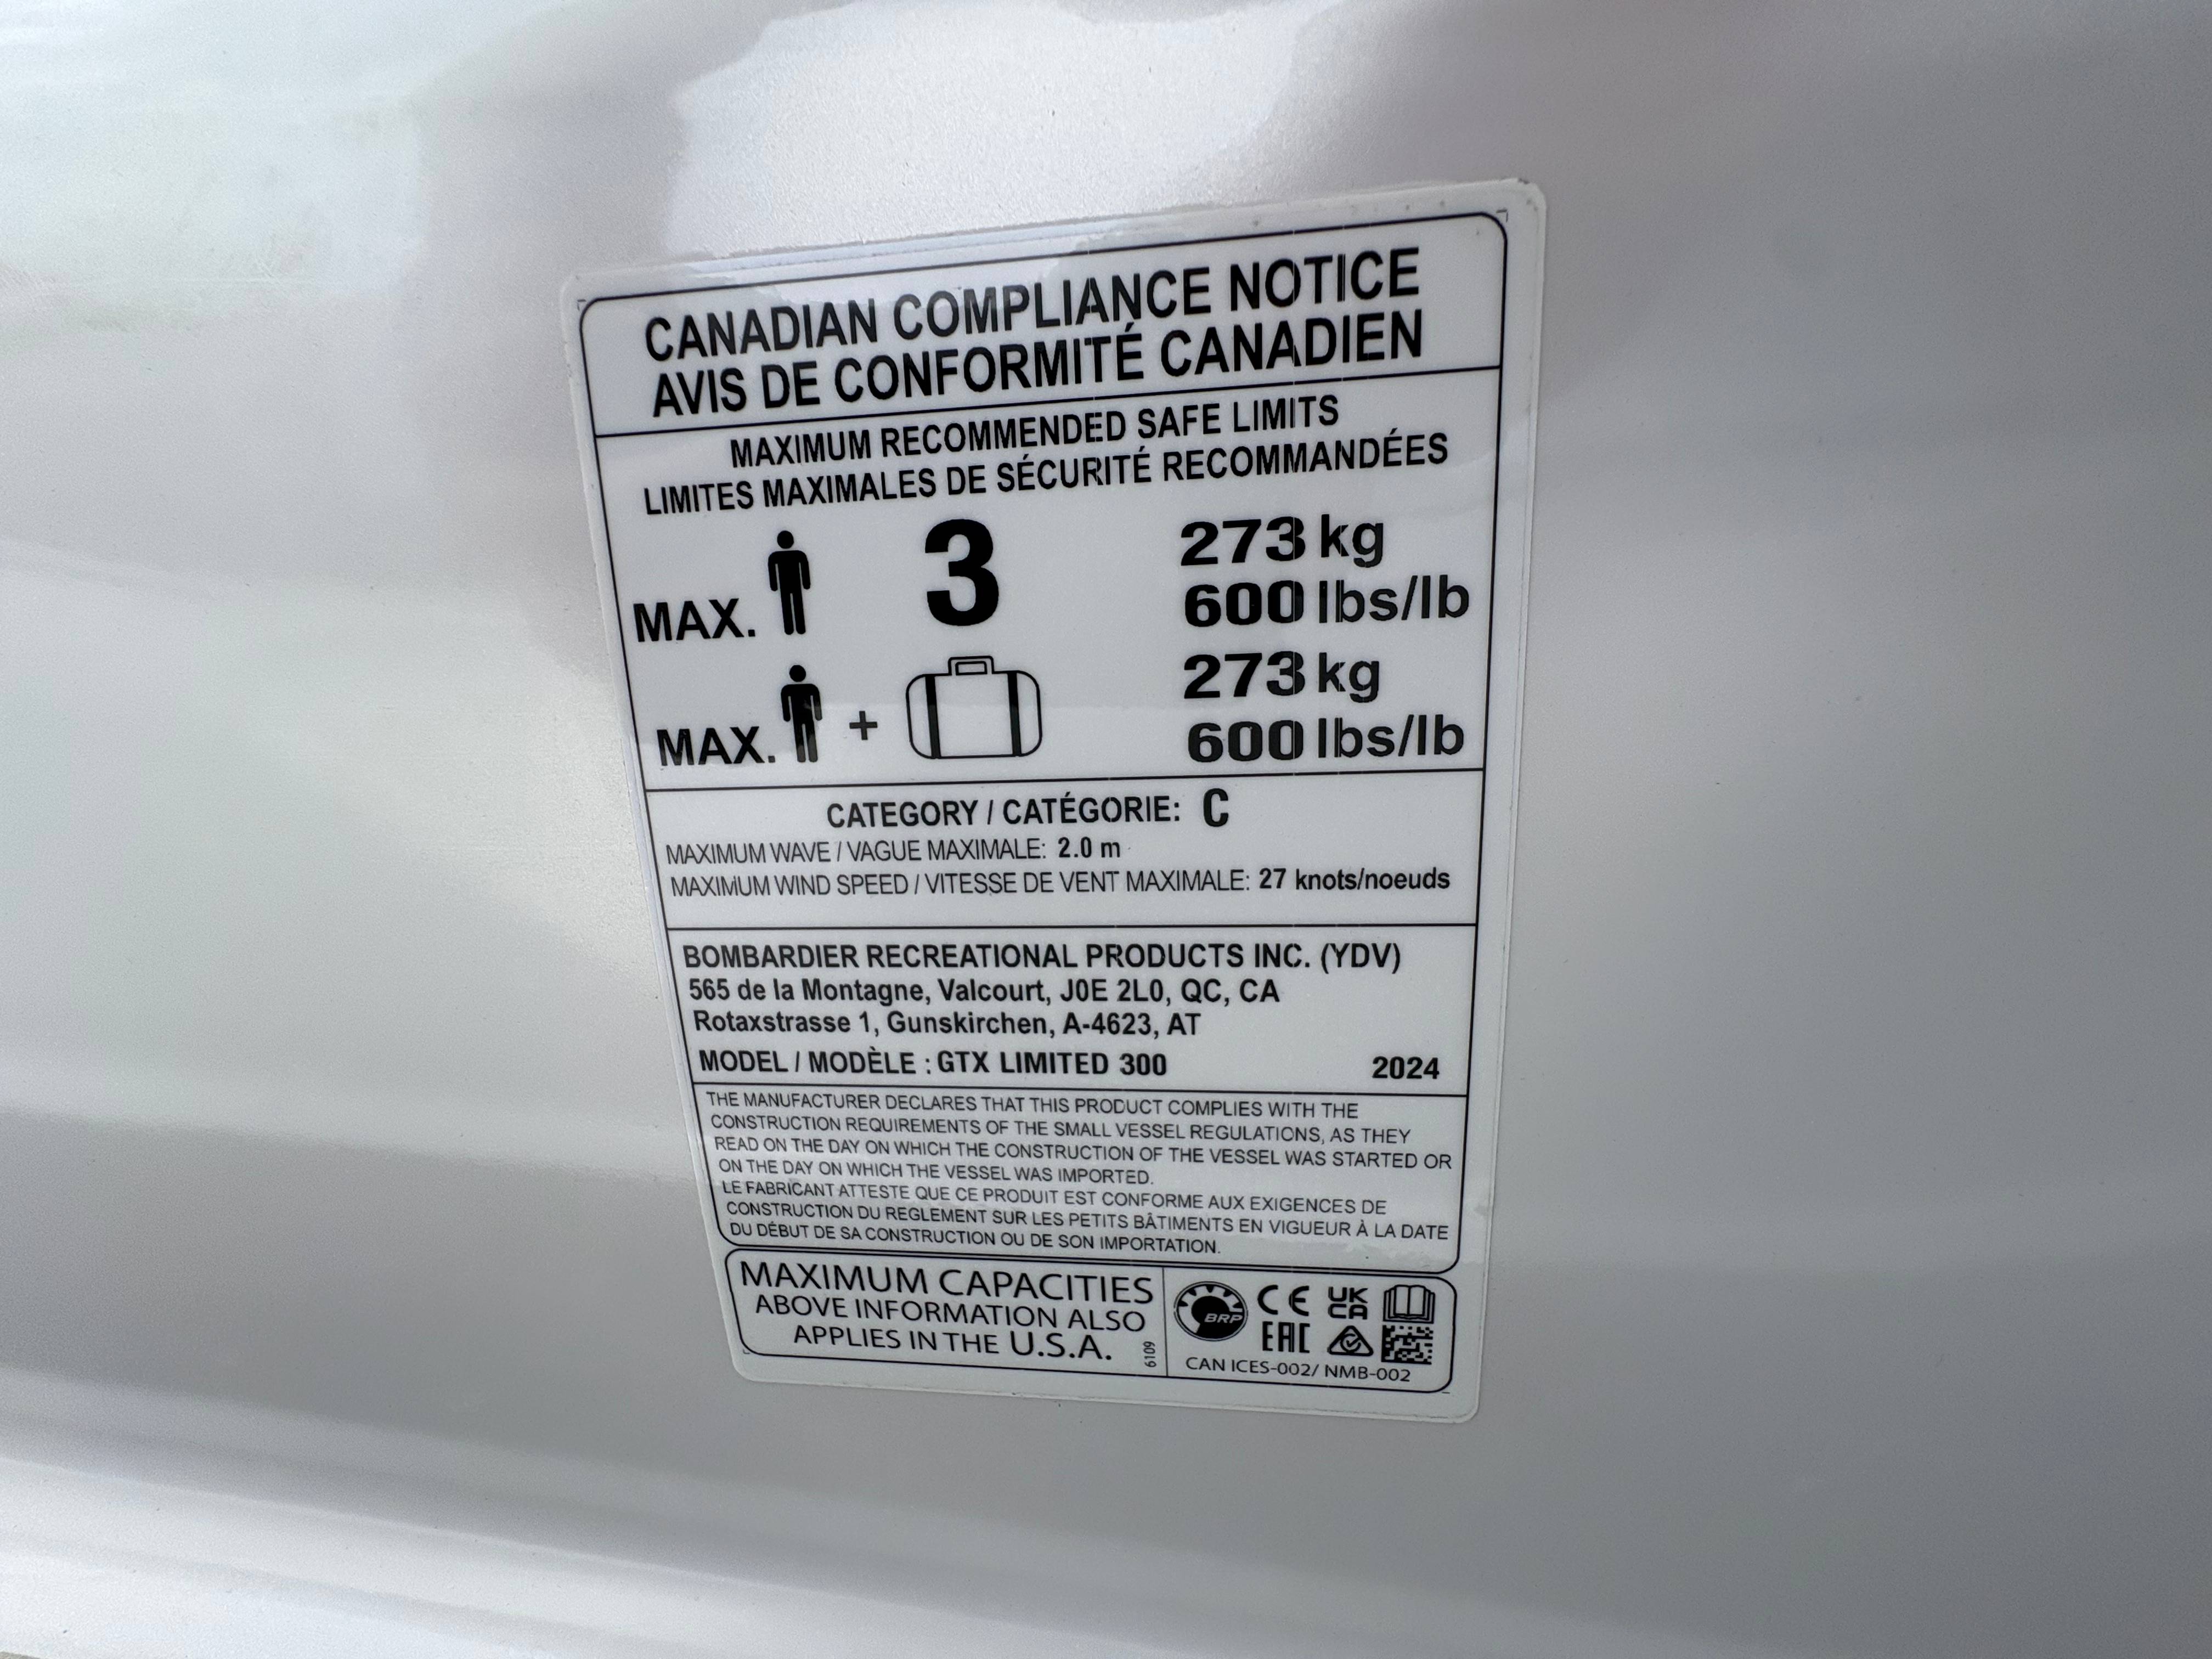 CANADIAN COMPLIANCE NOTICE
AVIS DE CONFORMITÉ CANADIEN
MAXIMUM RECOMMENDED SAFE LIMITS
LIMITES MAXIMALES DE SÉCURITÉ RECOMMANDÉES
MAX. 3 273 kg
600 lbs/lb
MAX. + 273 kg
600 lbs/lb
CATEGORY / CATÉGORIE: C
MAXIMUM WAVE / VAGUE MAXIMALE: 2.0 m
MAXIMUM WIND SPEED / VITESSE DE VENT MAXIMALE: 27 knots/noeuds
BOMBARDIER RECREATIONAL PRODUCTS INC. (YDV)
565 de la Montagne, Valcourt, J0E 2L0, QC, CA
Rotaxstrasse 1, Gunskirchen, A-4623, AT
MODEL / MODÈLE : GTX LIMITED 300 2024
THE MANUFACTURER DECLARES THAT THIS PRODUCT COMPLIES WITH THE
CONSTRUCTION REQUIREMENTS OF THE SMALL VESSEL REGULATIONS, AS THEY
READ ON THE DAY ON WHICH THE CONSTRUCTION OF THE VESSEL WAS STARTED OR
ON THE DAY ON WHICH THE VESSEL WAS IMPORTED.
LE FABRICANT ATTESTE QUE CE PRODUIT EST CONFORME AUX EXIGENCES DE
CONSTRUCTION DU REGLEMENT SUR LES PETITS BÂTIMENTS EN VIGUEUR À LA DATE
DU DÉBUT DE SA CONSTRUCTION OU DE SON IMPORTATION.
MAXIMUM CAPACITIES
ABOVE INFORMATION ALSO
APPLIES IN THE U.S.A.
6109
BRP CE UK
CA
EAC
CAN ICES-002/ NMB-002